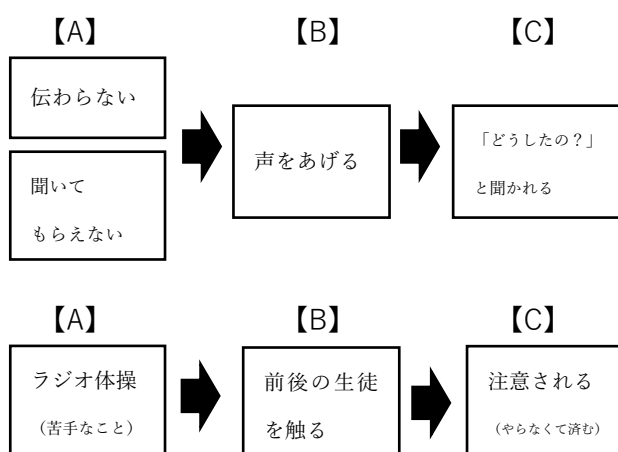 【A】
【B】
【C】
伝わらない
聞いて
もらえない
声をあげる
「どうしたの？」
と聞かれる
【A】
【B】
【C】
ラジオ体操
（苦手なこと）
前後の生徒
を触る
注意される
（やらなくて済む）